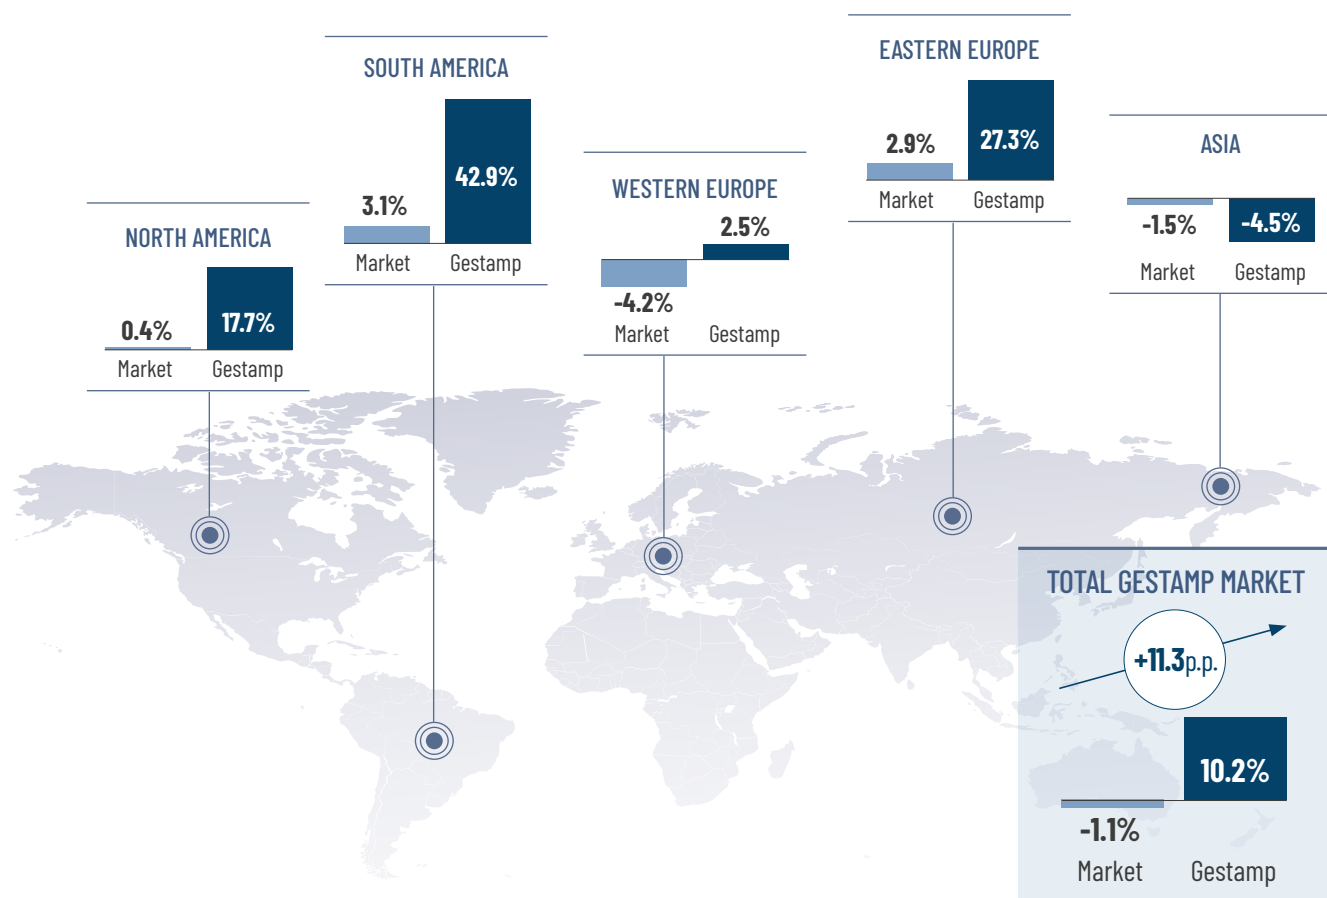 NORTH AMERICA
0.4%
17.7%
Market
Gestamp
SOUTH AMERICA
3.1%
42.9%
Market
Gestamp
WESTERN EUROPE
-4.2%
2.5%
Market
Gestamp
EASTERN EUROPE
2.9%
27.3%
Market
Gestamp
ASIA
-1.5%
-4.5%
Market
Gestamp
TOTAL GESTAMP MARKET
+11.3p.p.
-1.1%
10.2%
Market
Gestamp